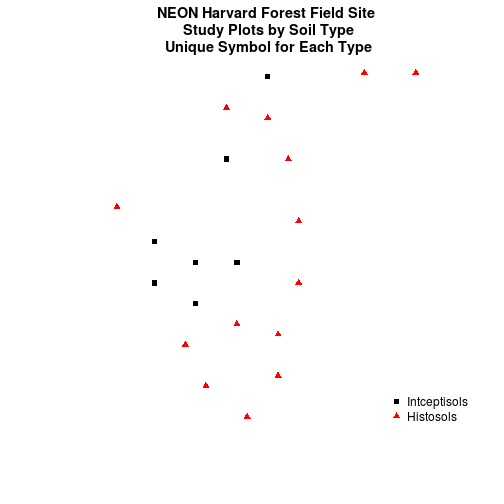 NEON Harvard Forest Field Site
Study Plots by Soil Type
Unique Symbol for Each Type
Intceptisols
Histosols